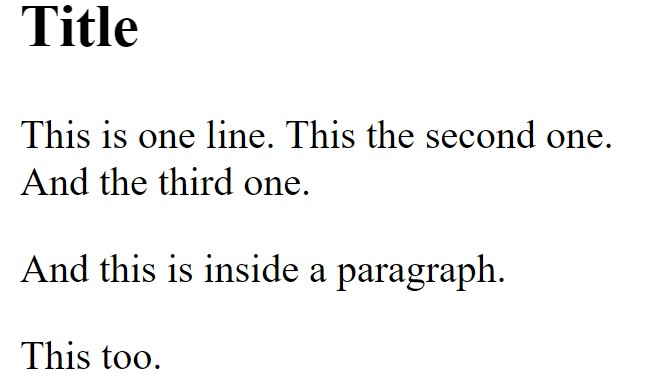 Title
This is one line. This the second one.
And the third one.
And this is inside a paragraph.
This too.